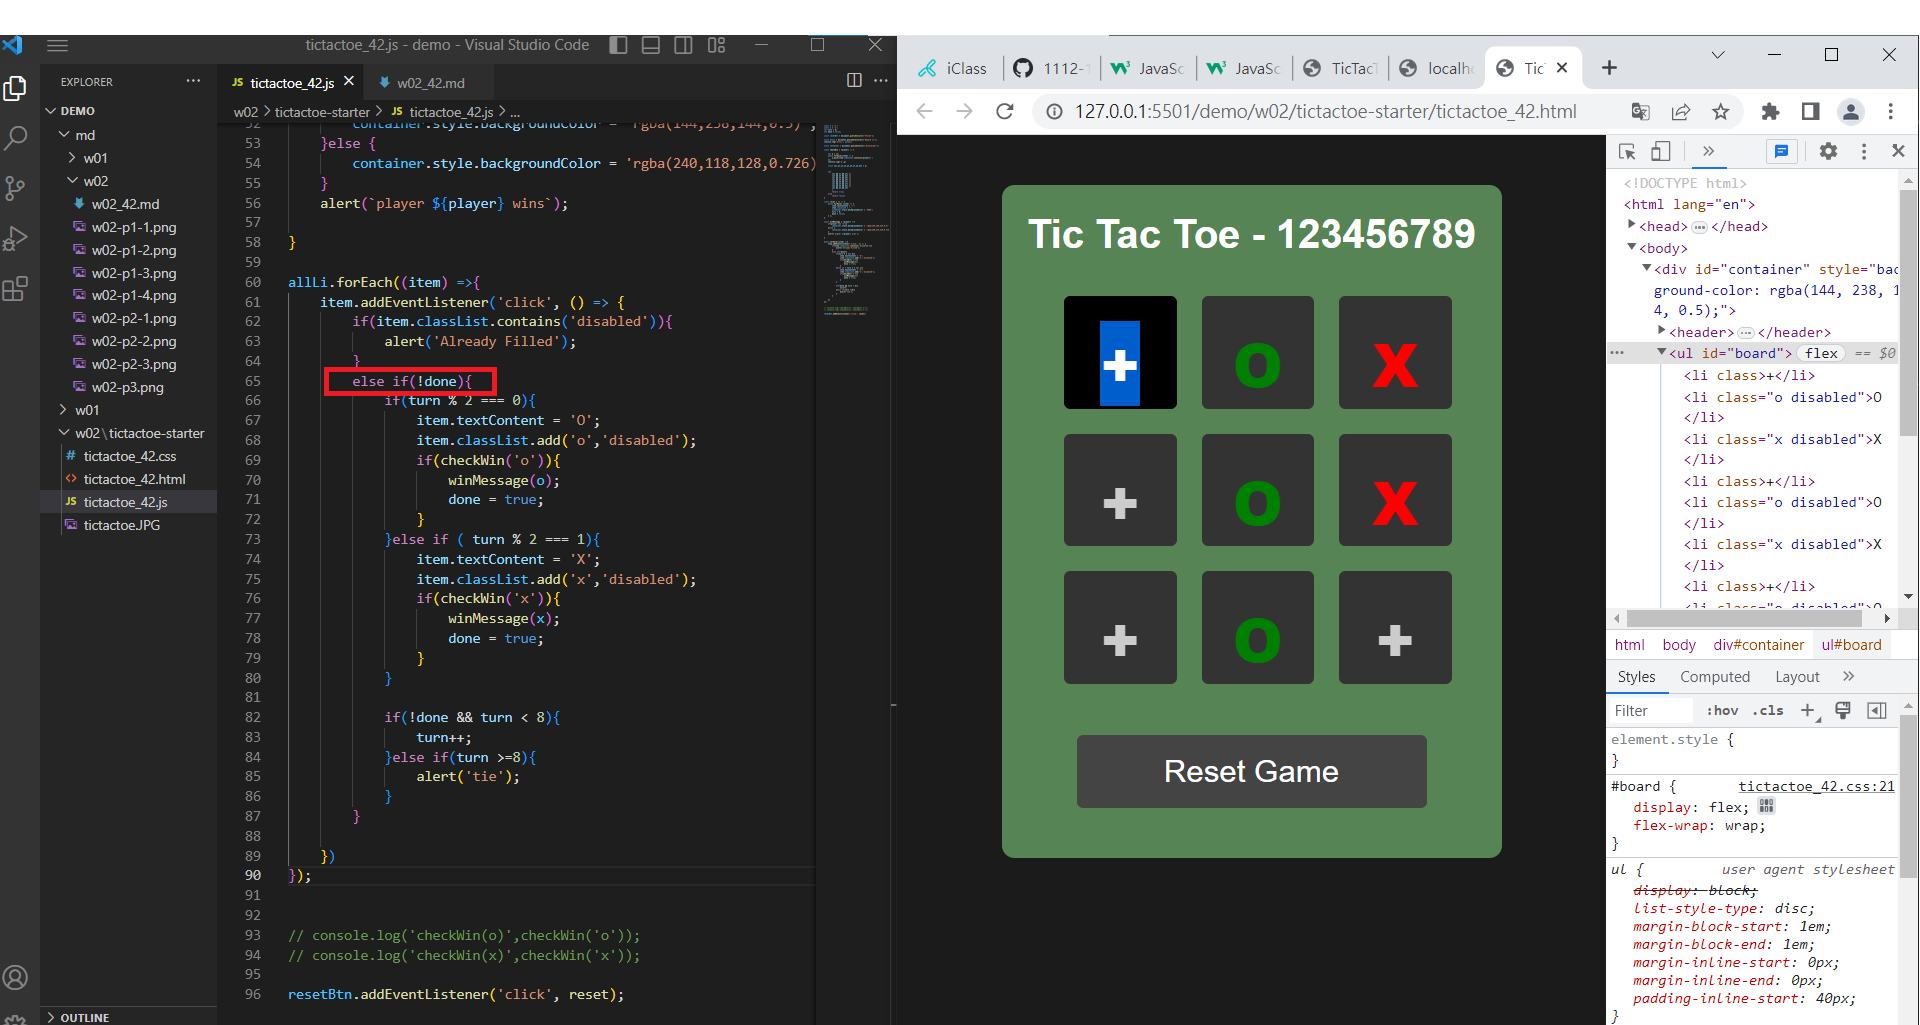 tictactoe_42.js - demo - Visual Studio Code
EXPLORER
DEMO
md
w01
w02
w02_42.md
w02-p1-1.png
w02-p1-2.png
w02-p1-3.png
w02-p1-4.png
w02-p2-1.png
w02-p2-2.png
w02-p2-3.png
w02-p3.png
w01
w02\tictactoe-starter
tictactoe_42.css
tictactoe_42.html
tictactoe_42.js
tictactoeJPG
OUTLINE
JS tictactoe_42.js
w02_42.md
w02 > tictactoe-starter > JS tictactoe_42.js > ...
52 container.style.backgroundColor = 'rgba(144,238,144,0.5)';
53 }else {
54 container.style.backgroundColor = 'rgba(240,118,128,0.726)
55 }
56 alert(`player ${player} wins`);
57
58 }
59
60 allLi.forEach((item) =>{
61 item.addEventListener('click', () => {
62 if(item.classList.contains('disabled')){
63 alert('Already Filled');
64 }
65 else if(!done){
66 if(turn % 2 === 0){
67 item.textContent = 'O';
68 item.classList.add('o','disabled');
69 if(checkWin('o')){
70 winMessage(o);
71 done = true;
72 }
73 }else if ( turn % 2 === 1){
74 item.textContent = 'X';
75 item.classList.add('x','disabled');
76 if(checkWin('x')){
77 winMessage(x);
78 done = true;
79 }
80 }
81
82 if(!done && turn < 8){
83 turn++;
84 }else if(turn >=8){
85 alert('tie');
86 }
87 }
88
89 })
90 });
91
92
93 // console.log('checkWin(o)',checkWin('o'));
94 // console.log('checkWin(x)',checkWin('x'));
95
96 resetBtn.addEventListener('click', reset);
iClass
1112-
JavaSc
JavaSc
TicTacT
localho
Tic
127.0.0.1:5501/demo/w02/tictactoe-starter/tictactoe_42.html
Tic Tac Toe - 123456789
+ O X
+ O X
+ O +
Reset Game
<!DOCTYPE html>
<html lang="en">
<head> ... </head>
<body>
<div id="container" style="bac
ground-color: rgba(144, 238, 1
4, 0.5);">
<header> ... </header>
<ul id="board"> flex == $0
<li class>+</li>
<li class="o disabled">O
</li>
<li class="x disabled">X
</li>
<li class>+</li>
<li class="o disabled">O
</li>
<li class="x disabled">X
</li>
<li class>+</li>
<li class="o disabled">O
html body div#container ul#board
Styles Computed Layout
Filter :hov .cls
element.style {
}
#board { tictactoe_42.css:21
display: flex;
flex-wrap: wrap;
}
ul { user agent stylesheet
display: block;
list-style-type: disc;
margin-block-start: 1em;
margin-block-end: 1em;
margin-inline-start: 0px;
margin-inline-end: 0px;
padding-inline-start: 40px;
}